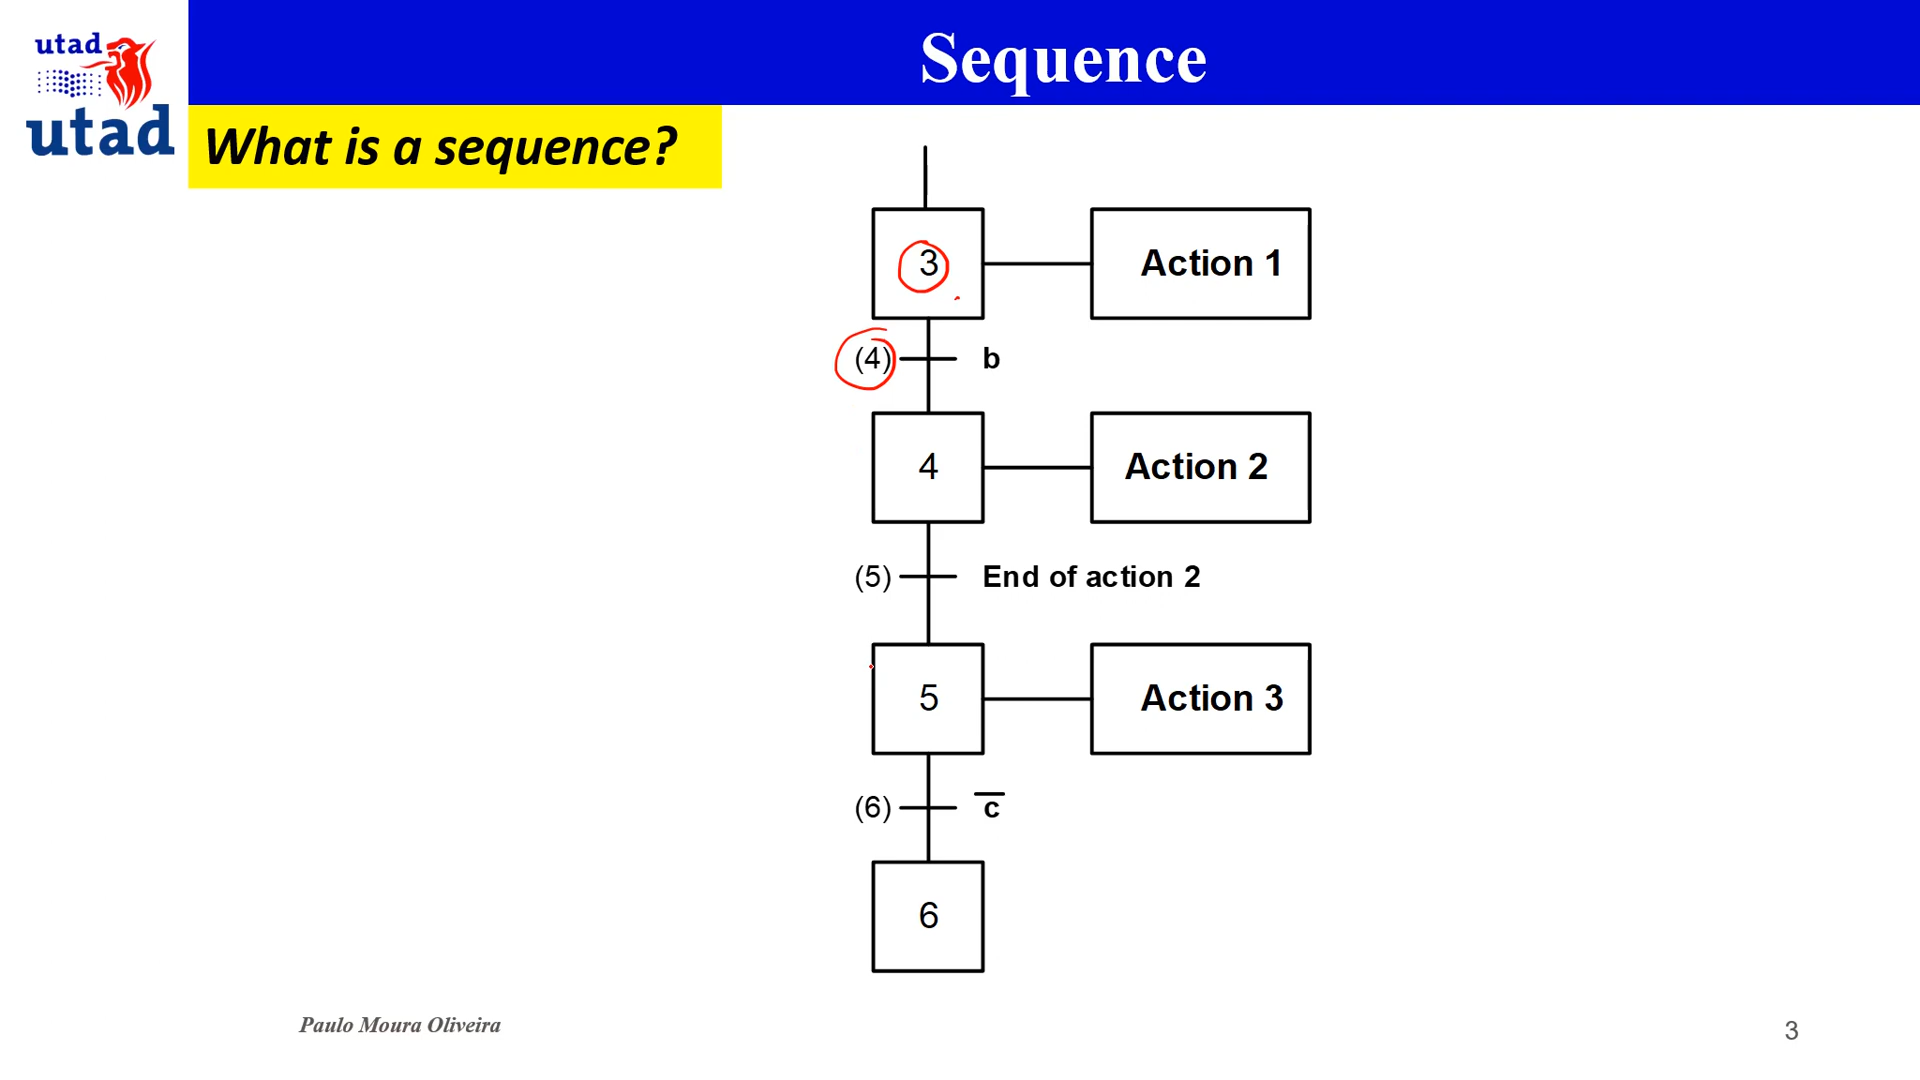 utad
utad
Sequence
What is a sequence?
3 Action 1
(4) b
4 Action 2
(5) End of action 2
5 Action 3
(6) c̅
6
Paulo Moura Oliveira
3